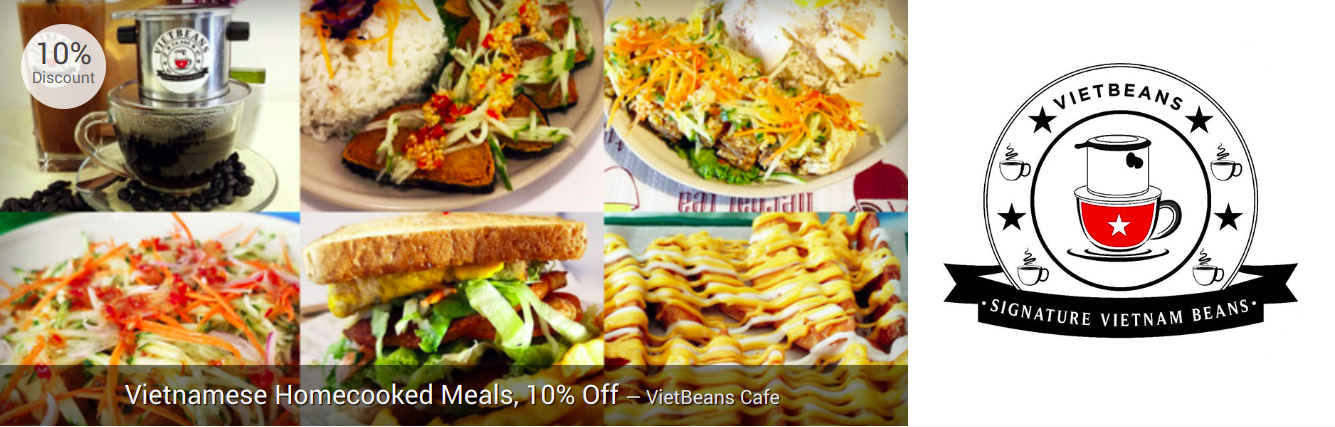 10%
Discount
VIETBEANS
Vietnamese Homecooked Meals, 10% Off – VietBeans Cafe
VIETBEANS
• SIGNATURE VIETNAM BEANS •